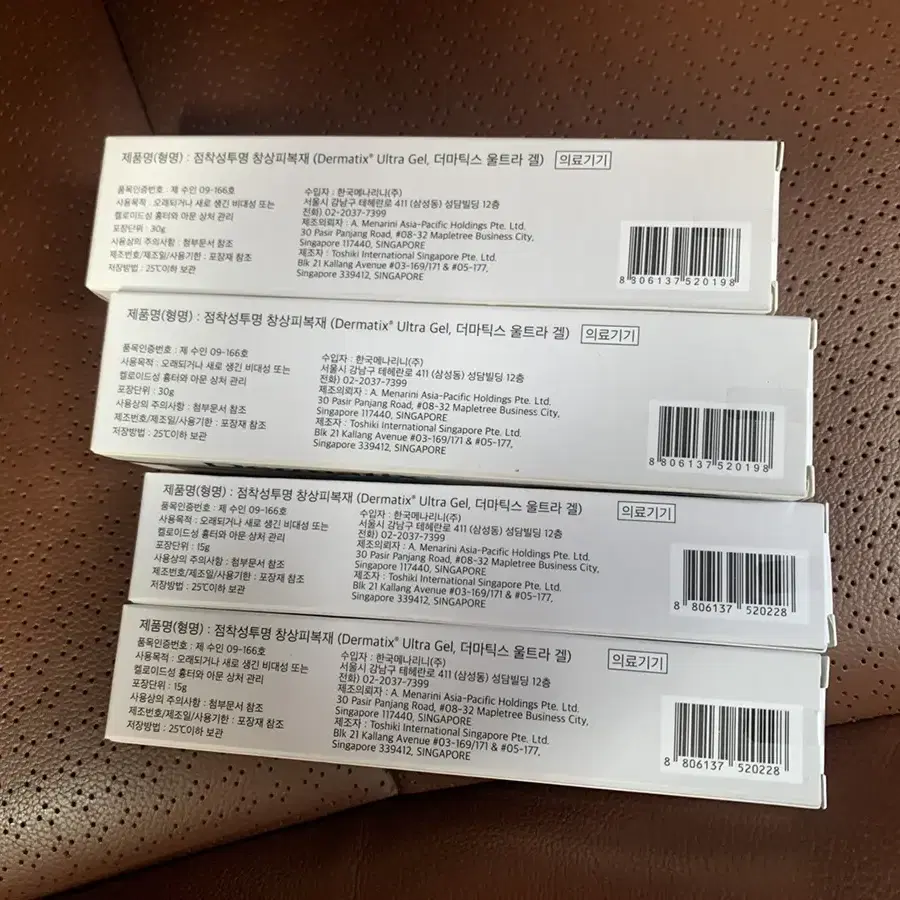 제품명(형명) : 점착성투명 창상피복재 (Dermatix® Ultra Gel, 더마틱스 울트라 겔) 의료기기
품목인증번호 : 제 수인 09-166호
사용목적 : 오래되거나 새로 생긴 비대성 또는
켈로이드성 흉터와 아문 상처 관리
포장단위 : 30g
사용상의 주의사항 : 첨부문서 참조
제조번호/제조일/사용기한 : 포장재 참조
저장방법 : 25℃이하 보관
수입자 : 한국메나리니(주)
서울시 강남구 테헤란로 411 (삼성동) 성담빌딩 12층
전화) 02-2037-7399
제조의뢰자 : A. Menarini Asia-Pacific Holdings Pte. Ltd.
30 Pasir Panjang Road, #08-32 Mapletree Business City,
Singapore 117440, SINGAPORE
제조자 : Toshiki International Singapore Pte. Ltd.
Blk 21 Kallang Avenue #03-169/171 & #05-177,
Singapore 339412, SINGAPORE
8 806137 520198
제품명(형명) : 점착성투명 창상피복재 (Dermatix® Ultra Gel, 더마틱스 울트라 겔) 의료기기
품목인증번호 : 제 수인 09-166호
사용목적 : 오래되거나 새로 생긴 비대성 또는
켈로이드성 흉터와 아문 상처 관리
포장단위 : 30g
사용상의 주의사항 : 첨부문서 참조
제조번호/제조일/사용기한 : 포장재 참조
저장방법 : 25℃이하 보관
수입자 : 한국메나리니(주)
서울시 강남구 테헤란로 411 (삼성동) 성담빌딩 12층
전화) 02-2037-7399
제조의뢰자 : A. Menarini Asia-Pacific Holdings Pte. Ltd.
30 Pasir Panjang Road, #08-32 Mapletree Business City,
Singapore 117440, SINGAPORE
제조자 : Toshiki International Singapore Pte. Ltd.
Blk 21 Kallang Avenue #03-169/171 & #05-177,
Singapore 339412, SINGAPORE
8 806137 520198
제품명(형명) : 점착성투명 창상피복재 (Dermatix® Ultra Gel, 더마틱스 울트라 겔) 의료기기
품목인증번호 : 제 수인 09-166호
사용목적 : 오래되거나 새로 생긴 비대성 또는
켈로이드성 흉터와 아문 상처 관리
포장단위 : 15g
사용상의 주의사항 : 첨부문서 참조
제조번호/제조일/사용기한 : 포장재 참조
저장방법 : 25℃이하 보관
수입자 : 한국메나리니(주)
서울시 강남구 테헤란로 411 (삼성동) 성담빌딩 12층
전화) 02-2037-7399
제조의뢰자 : A. Menarini Asia-Pacific Holdings Pte. Ltd.
30 Pasir Panjang Road, #08-32 Mapletree Business City,
Singapore 117440, SINGAPORE
제조자 : Toshiki International Singapore Pte. Ltd.
Blk 21 Kallang Avenue #03-169/171 & #05-177,
Singapore 339412, SINGAPORE
8 806137 520228
제품명(형명) : 점착성투명 창상피복재 (Dermatix® Ultra Gel, 더마틱스 울트라 겔) 의료기기
품목인증번호 : 제 수인 09-166호
사용목적 : 오래되거나 새로 생긴 비대성 또는
켈로이드성 흉터와 아문 상처 관리
포장단위 : 15g
사용상의 주의사항 : 첨부문서 참조
제조번호/제조일/사용기한 : 포장재 참조
저장방법 : 25℃이하 보관
수입자 : 한국메나리니(주)
서울시 강남구 테헤란로 411 (삼성동) 성담빌딩 12층
전화) 02-2037-7399
제조의뢰자 : A. Menarini Asia-Pacific Holdings Pte. Ltd.
30 Pasir Panjang Road, #08-32 Mapletree Business City,
Singapore 117440, SINGAPORE
제조자 : Toshiki International Singapore Pte. Ltd.
Blk 21 Kallang Avenue #03-169/171 & #05-177,
Singapore 339412, SINGAPORE
8 806137 520228